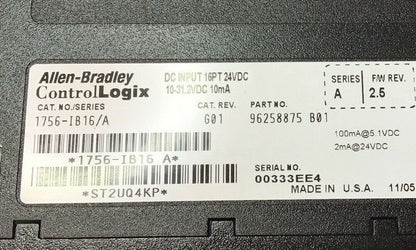 Allen-Bradley
ControlLogix
DC INPUT 16PT 24VDC
10-31.2VDC 10mA
SERIES
A
F/W REV.
2.5
CAT. NO./SERIES
1756-IB16/A
CAT. REV.
G01
PART NO.
96258875 B01
100mA@5.1VDC
2mA@24VDC
*1756-IB16 A*
*ST2UQ4KP*
SERIAL NO.
00333EE4
MADE IN U.S.A. 11/05